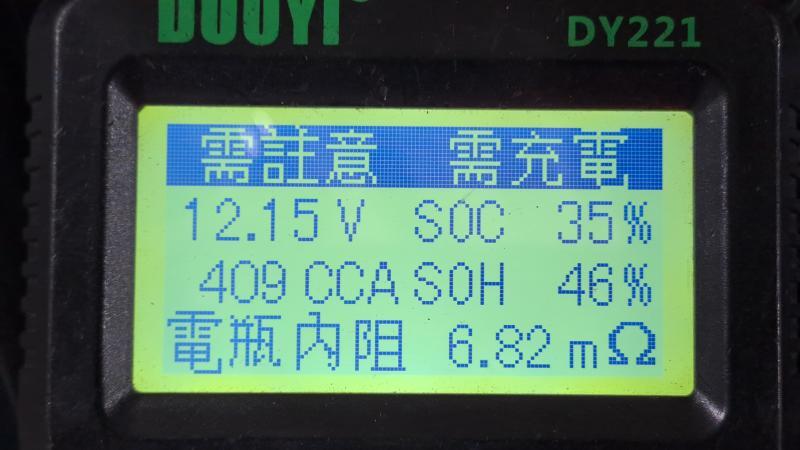 DUOYI
DY221
需註意 需充電
12.15 V SOC 35%
409 CCA SOH 46%
電瓶內阻 6.82 mΩ